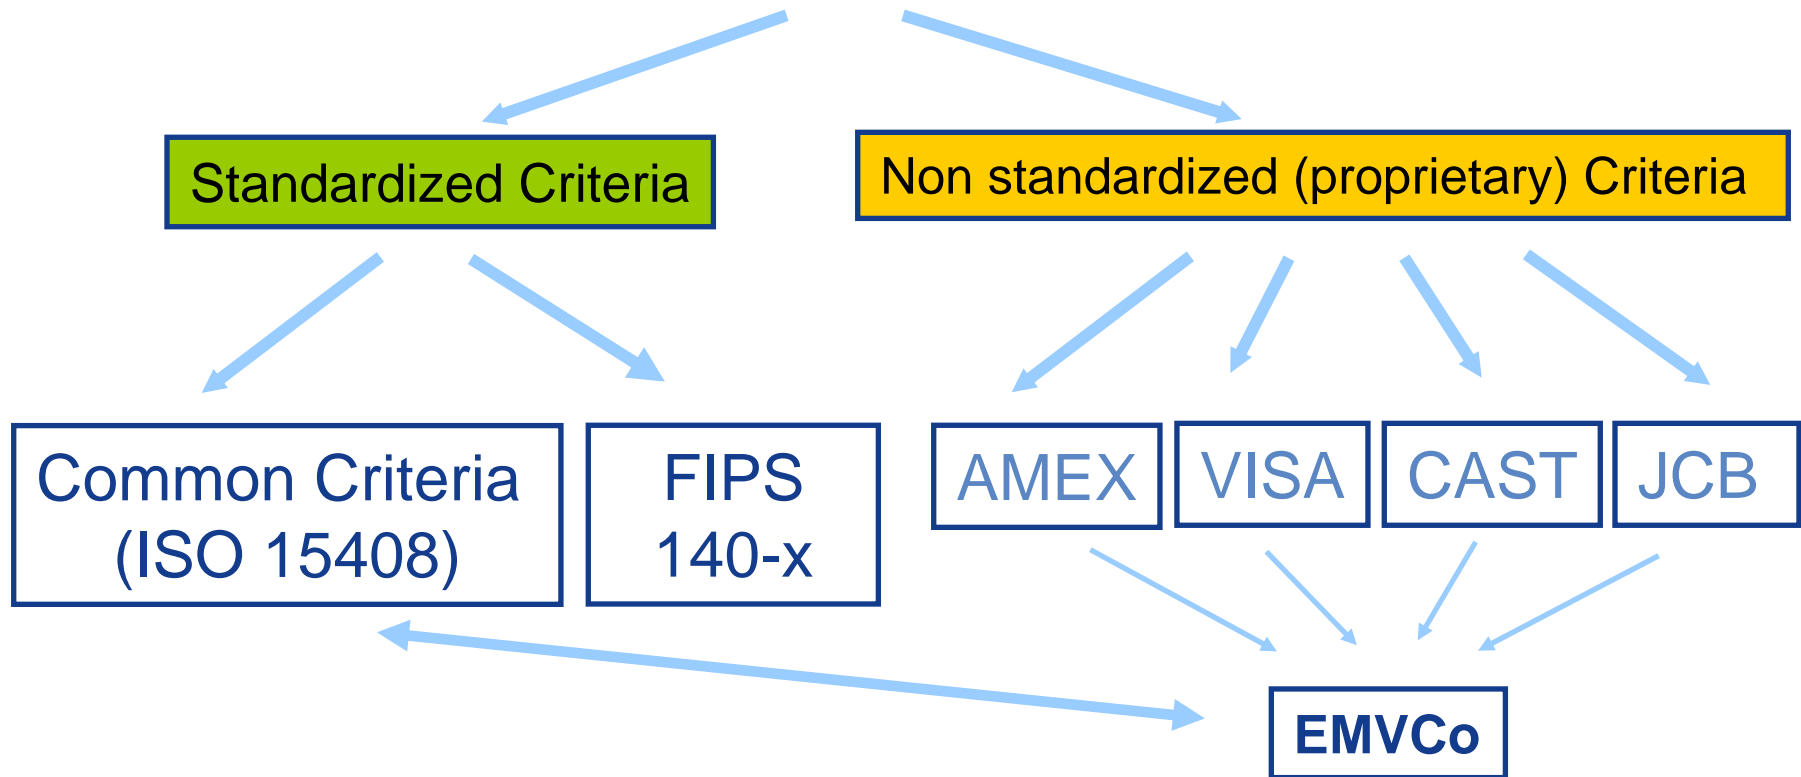 Standardized Criteria
Non standardized (proprietary) Criteria
Common Criteria
(ISO 15408)
FIPS
140-x
AMEX
VISA
CAST
JCB
EMVCo